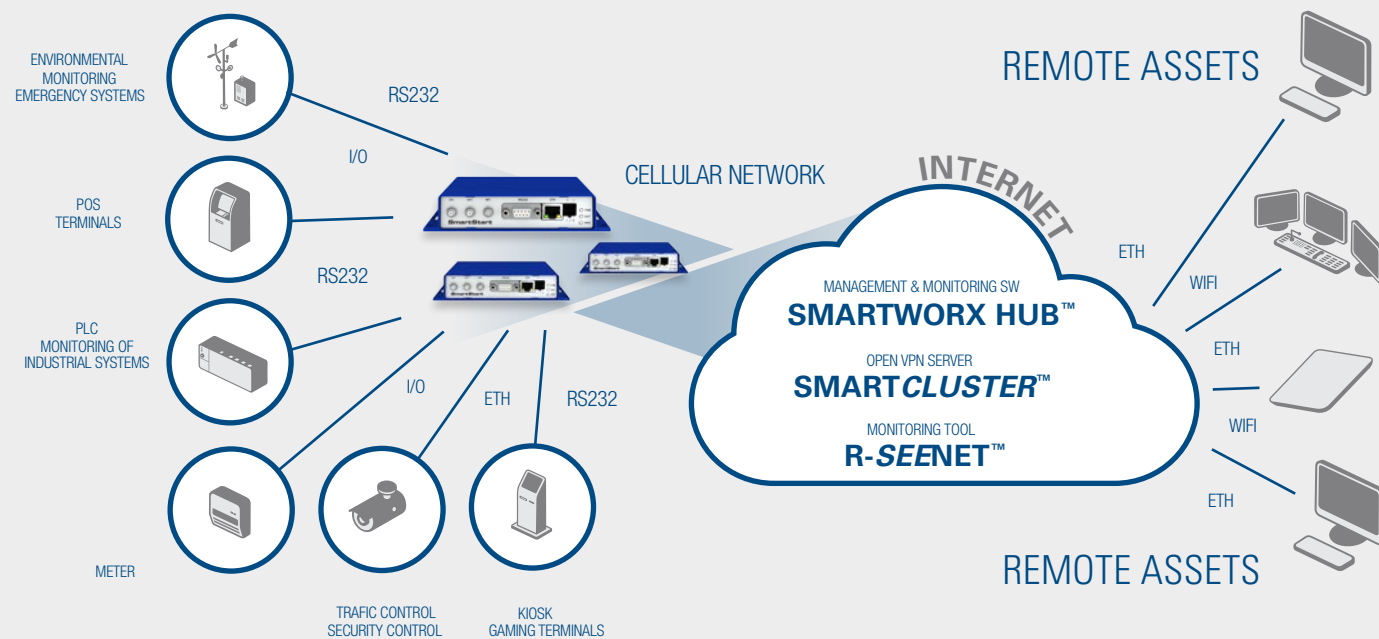 ENVIRONMENTAL
MONITORING
EMERGENCY SYSTEMS
RS232
REMOTE ASSETS
I/O
CELLULAR NETWORK
INTERNET
POS
TERMINALS
SmartStart
ETH
RS232
WIFI
SmartStart
MANAGEMENT & MONITORING SW
SMARTWORX HUB™
PLC
MONITORING OF
INDUSTRIAL SYSTEMS
ETH
OPEN VPN SERVER
SMARTCLUSTER™
I/O
ETH
RS232
WIFI
MONITORING TOOL
R-SEENET™
ETH
METER
REMOTE ASSETS
TRAFIC CONTROL
SECURITY CONTROL
KIOSK
GAMING TERMINALS